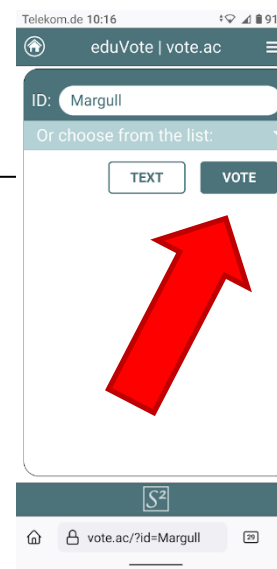 Telekom.de 10:16 91
eduVote | vote.ac
ID: Margull
Or choose from the list:
TEXT VOTE
S²
vote.ac/?id=Margull 29